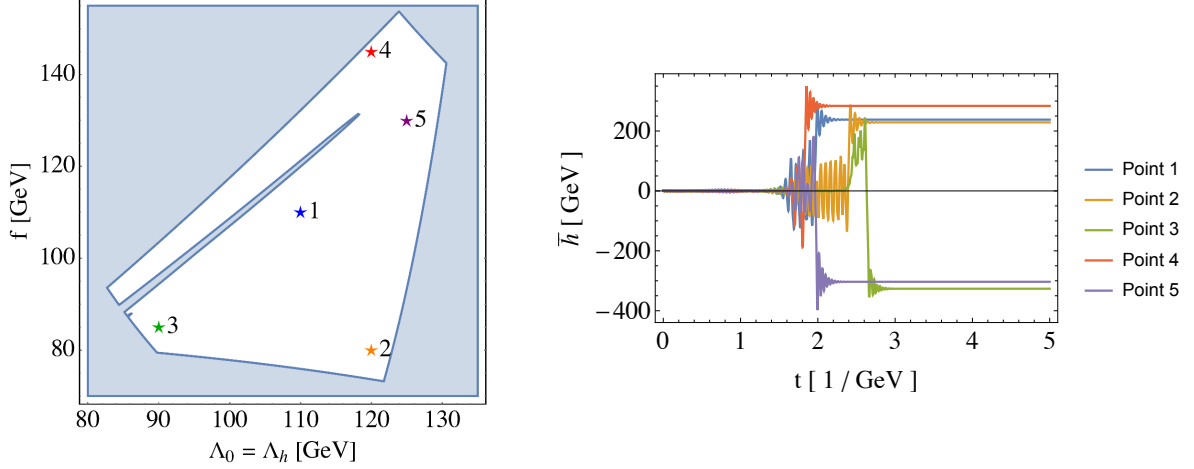 140
120
100
80
f [GeV]
4
5
1
3
2
80 90 100 110 120 130
Λ0 = Λh [GeV]
200
0
−200
−400
h̅ [ GeV ]
0 1 2 3 4 5
t [ 1 / GeV ]
Point 1
Point 2
Point 3
Point 4
Point 5